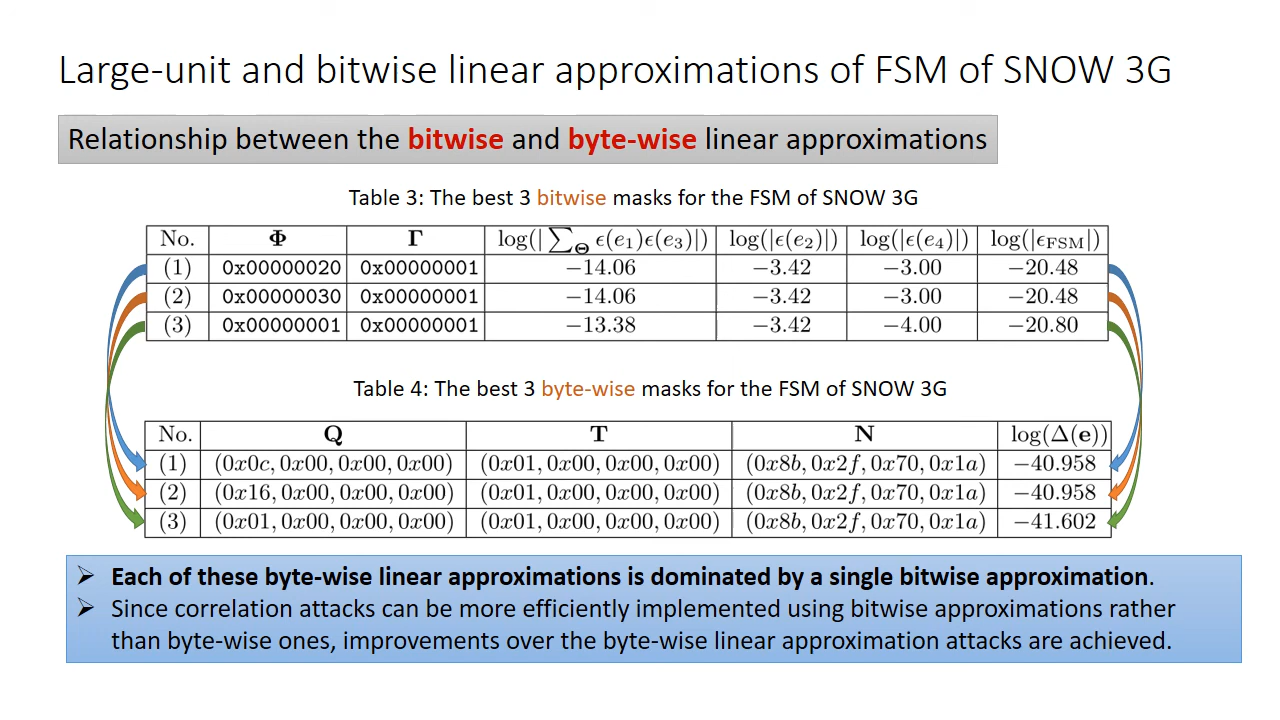 Large-unit and bitwise linear approximations of FSM of SNOW 3G
Relationship between the bitwise and byte-wise linear approximations
Table 3: The best 3 bitwise masks for the FSM of SNOW 3G
No. Φ Γ log(|∑Θ ϵ(e1)ϵ(e3)|) log(|ϵ(e2)|) log(|ϵ(e4)|) log(|ϵFSM|)
(1) 0x00000020 0x00000001 −14.06 −3.42 −3.00 −20.48
(2) 0x00000030 0x00000001 −14.06 −3.42 −3.00 −20.48
(3) 0x00000001 0x00000001 −13.38 −3.42 −4.00 −20.80
Table 4: The best 3 byte-wise masks for the FSM of SNOW 3G
No. Q T N log(Δ(e))
(1) (0x0c, 0x00, 0x00, 0x00) (0x01, 0x00, 0x00, 0x00) (0x8b, 0x2f, 0x70, 0x1a) −40.958
(2) (0x16, 0x00, 0x00, 0x00) (0x01, 0x00, 0x00, 0x00) (0x8b, 0x2f, 0x70, 0x1a) −40.958
(3) (0x01, 0x00, 0x00, 0x00) (0x01, 0x00, 0x00, 0x00) (0x8b, 0x2f, 0x70, 0x1a) −41.602
➢ Each of these byte-wise linear approximations is dominated by a single bitwise approximation.
➢ Since correlation attacks can be more efficiently implemented using bitwise approximations rather
than byte-wise ones, improvements over the byte-wise linear approximation attacks are achieved.